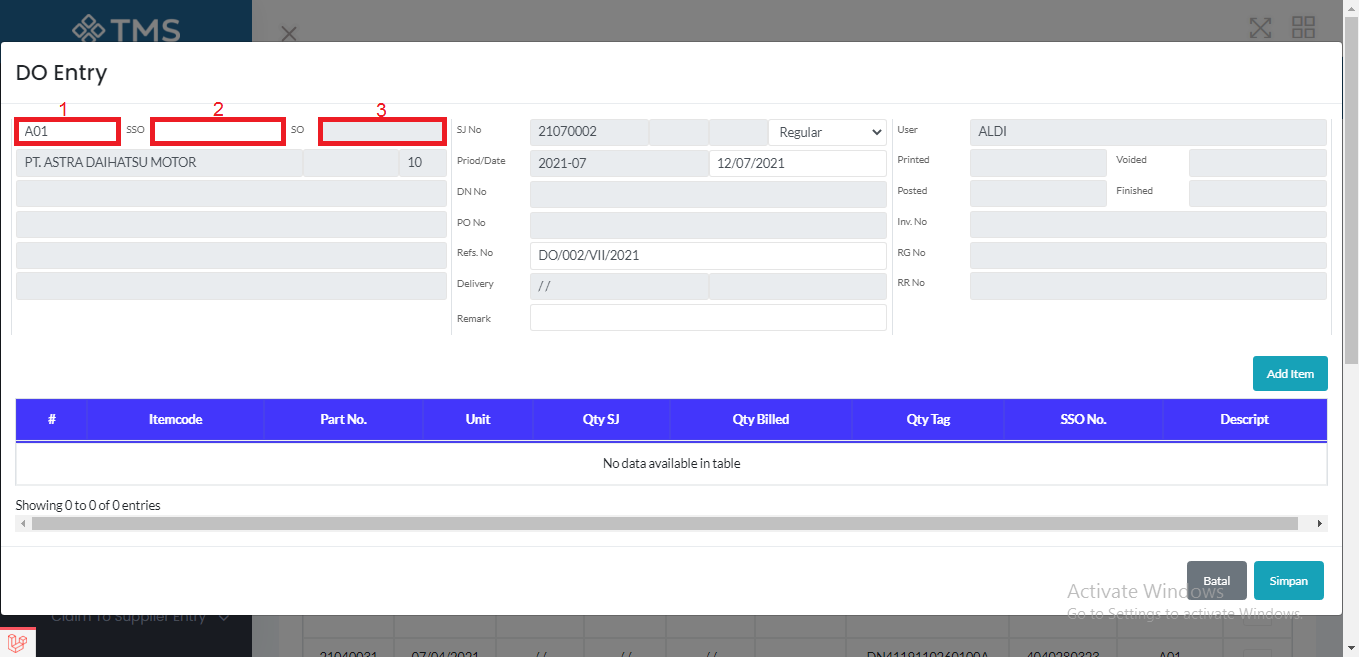 TMS
DO Entry
1 2 3
A01 SSO SO SJ No 21070002 Regular User ALDI
PT. ASTRA DAIHATSU MOTOR 10 Priod/Date 2021-07 12/07/2021 Printed Voided
DN No Posted Finished
PO No Inv. No
Refs. No DO/002/VII/2021 RG No
Delivery / / RR No
Remark
Add Item
# Itemcode Part No. Unit Qty SJ Qty Billed Qty Tag SSO No. Descript
No data available in table
Showing 0 to 0 of 0 entries
Batal Simpan
Activate Windows
Go to Settings to activate Windows.
Claim To Supplier Entry
21040031 07/04/2021 / / / / / / DN4119110260100A 4040280323 A01